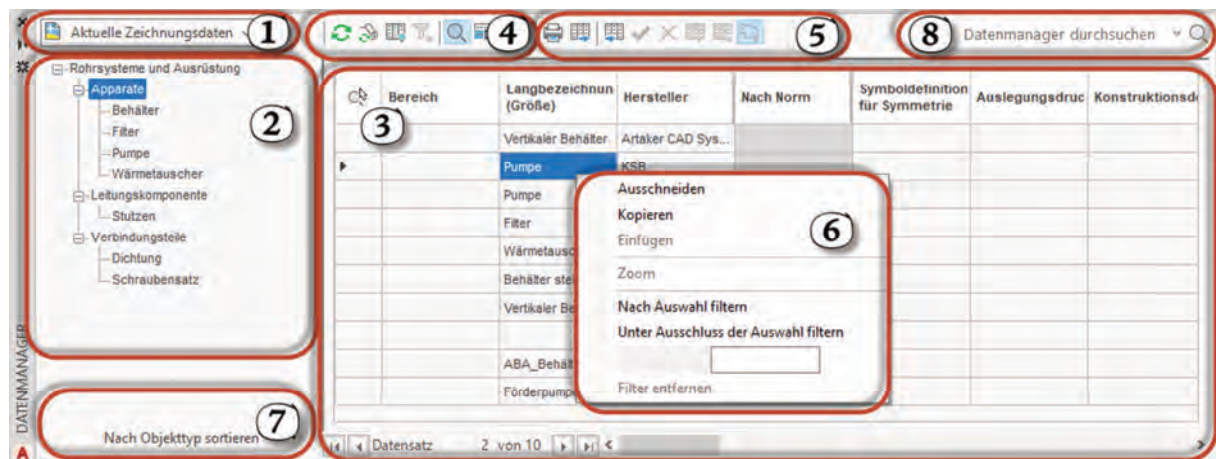 Aktuelle Zeichnungsdaten
1
4
5
8
Datenmanager durchsuchen
Rohrsysteme und Ausrüstung
Apparate
Behälter
Filter
Pumpe
Wärmetauscher
Leitungskomponente
Stutzen
Verbindungsteile
Dichtung
Schraubensatz
2
3
Bereich
Langbezeichnun
(Größe)
Hersteller
Nach Norm
Symboldefinition
für Symmetrie
Auslegungsdruc
Konstruktionsde
Vertikaler Behälter
Artaker CAD Sys...
Pumpe
KSB
Pumpe
Filter
Wärmetausc
Behälter ste
Vertikaler Be
ABA_Behält
Förderpumpe
Ausschneiden
Kopieren
Einfügen
Zoom
Nach Auswahl filtern
Unter Ausschluss der Auswahl filtern
Filter entfernen
6
DATENMANAGER
7
Nach Objekttyp sortieren
Datensatz 2 von 10